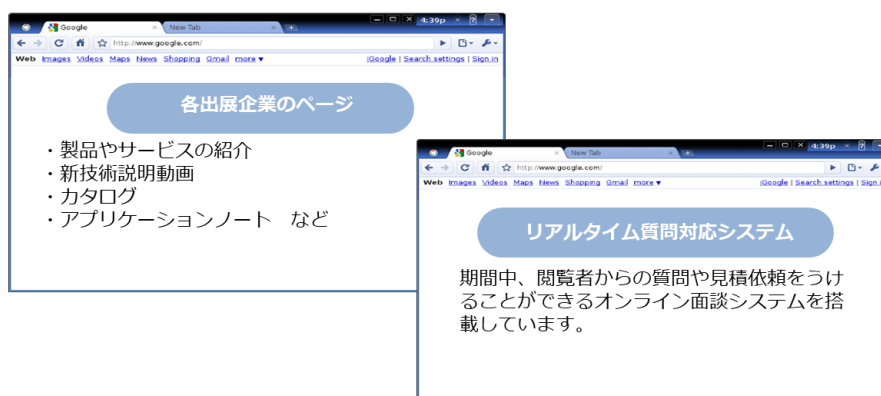 Google
New Tab
4:39p
http://www.google.com/
Web Images Videos Maps News Shopping Gmail more ▼
iGoogle | Search settings | Sign in
各出展企業のページ
・製品やサービスの紹介
・新技術説明動画
・カタログ
・アプリケーションノート　など
Google
New Tab
4:39p
http://www.google.com/
Web Images Videos Maps News Shopping Gmail more ▼
iGoogle | Search settings | Sign i
リアルタイム質問対応システム
期間中、閲覧者からの質問や見積依頼をうけ
ることができるオンライン面談システムを搭
載しています。